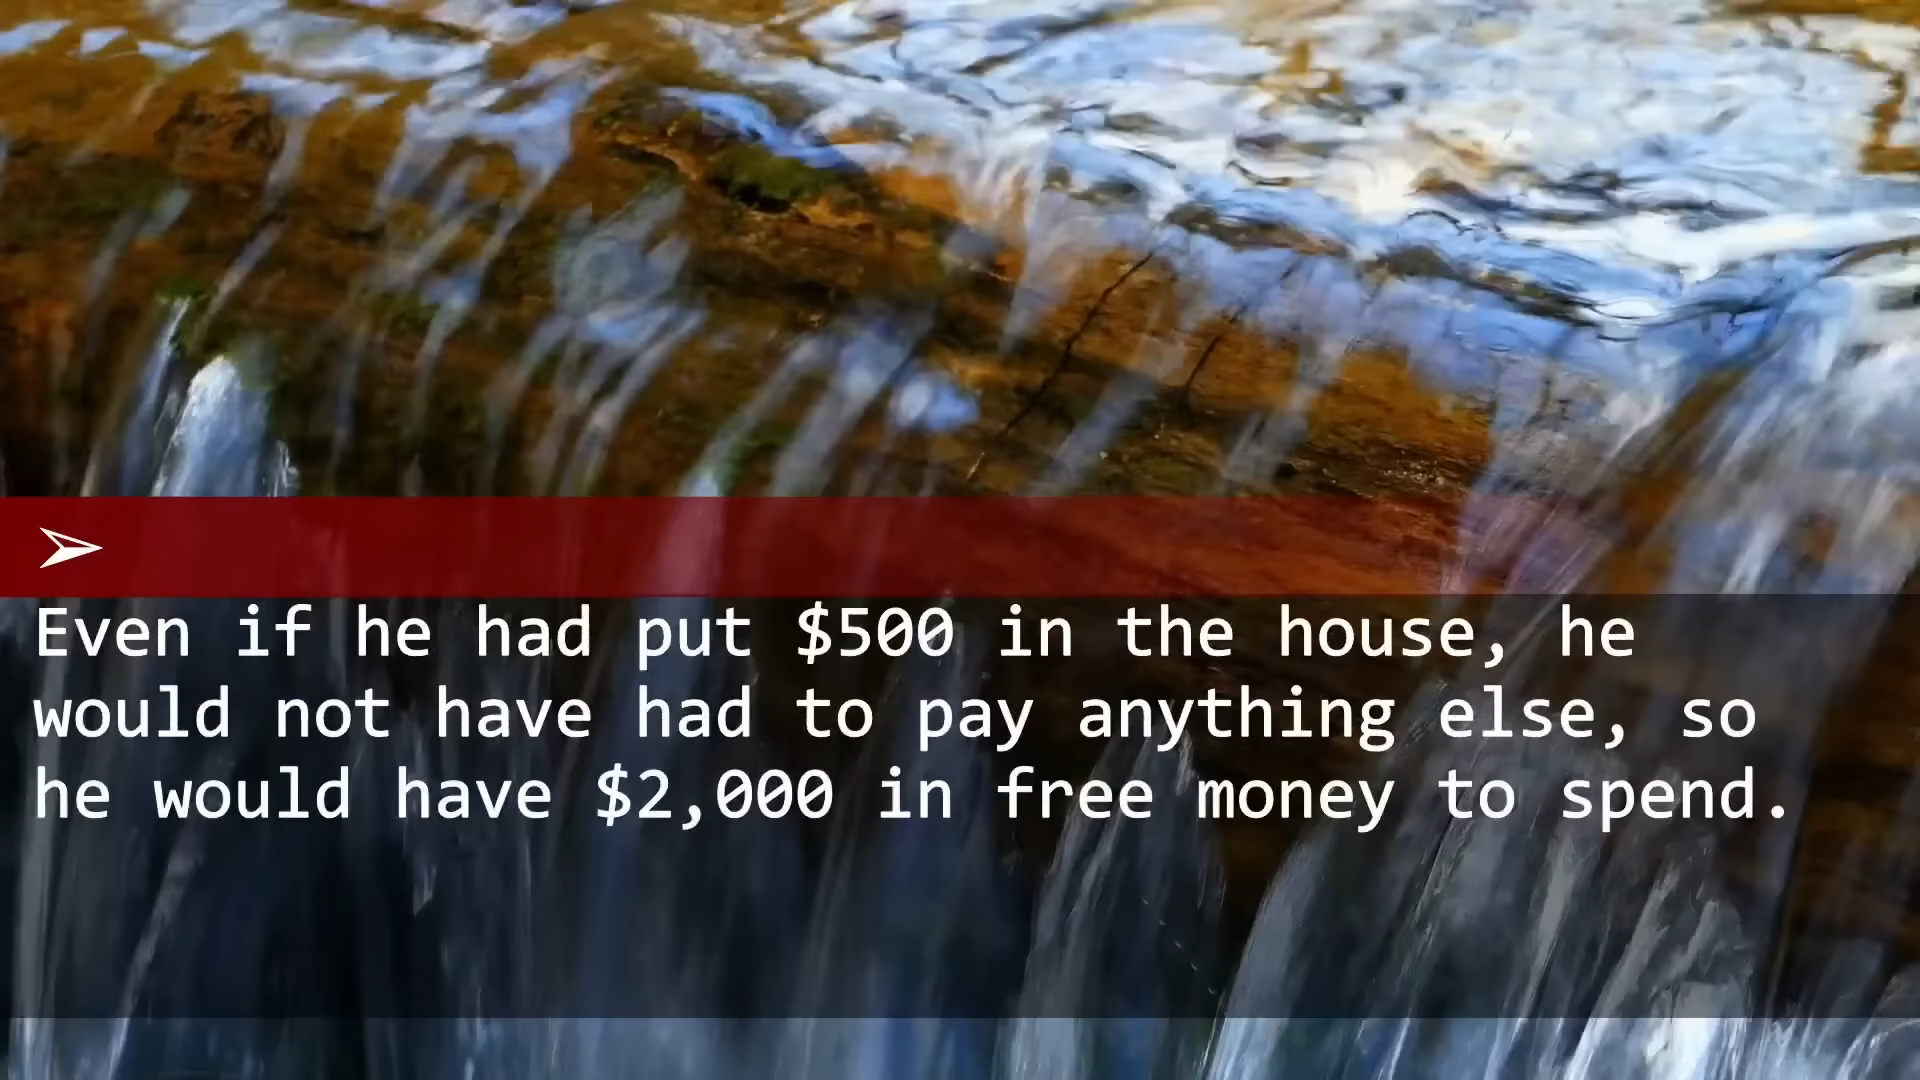 Even if he had put $500 in the house, he
would not have had to pay anything else, so
he would have $2,000 in free money to spend.